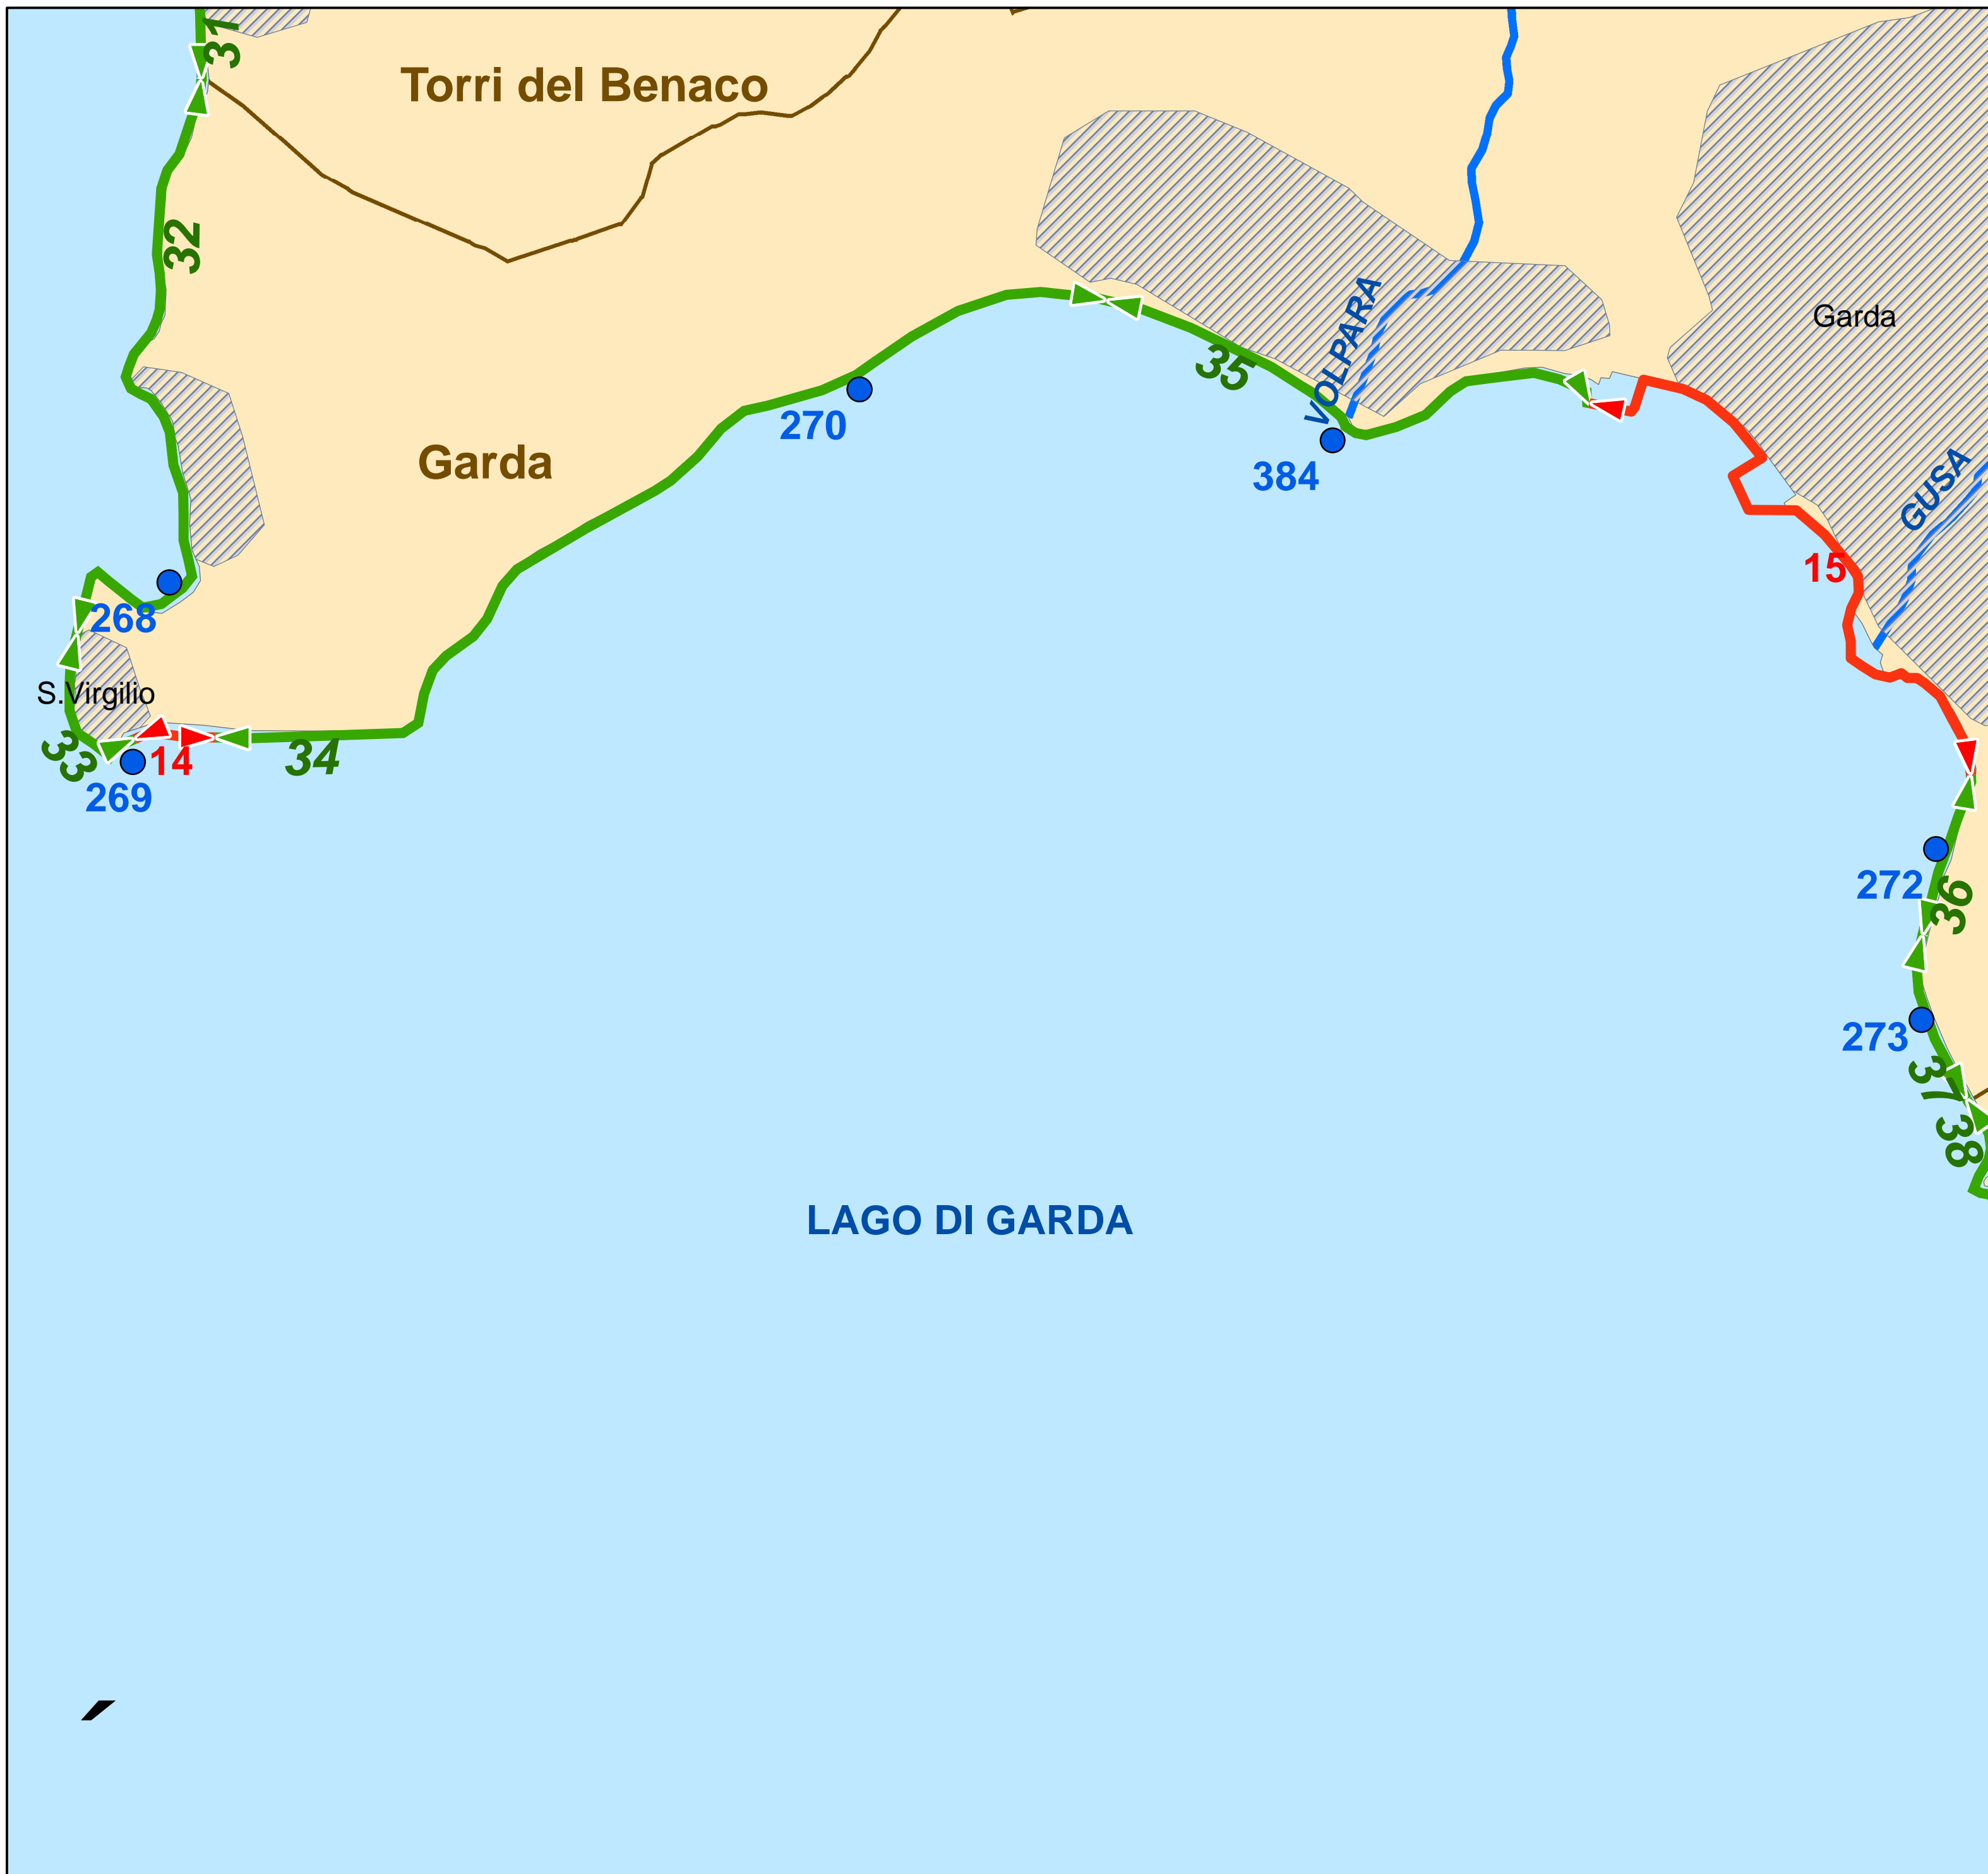 31
Torri del Benaco
32
VOLPARA
Garda
35
270
Garda
384
GUSA
15
268
S.Virgilio
33
14
34
269
272
36
273
37
38
LAGO DI GARDA